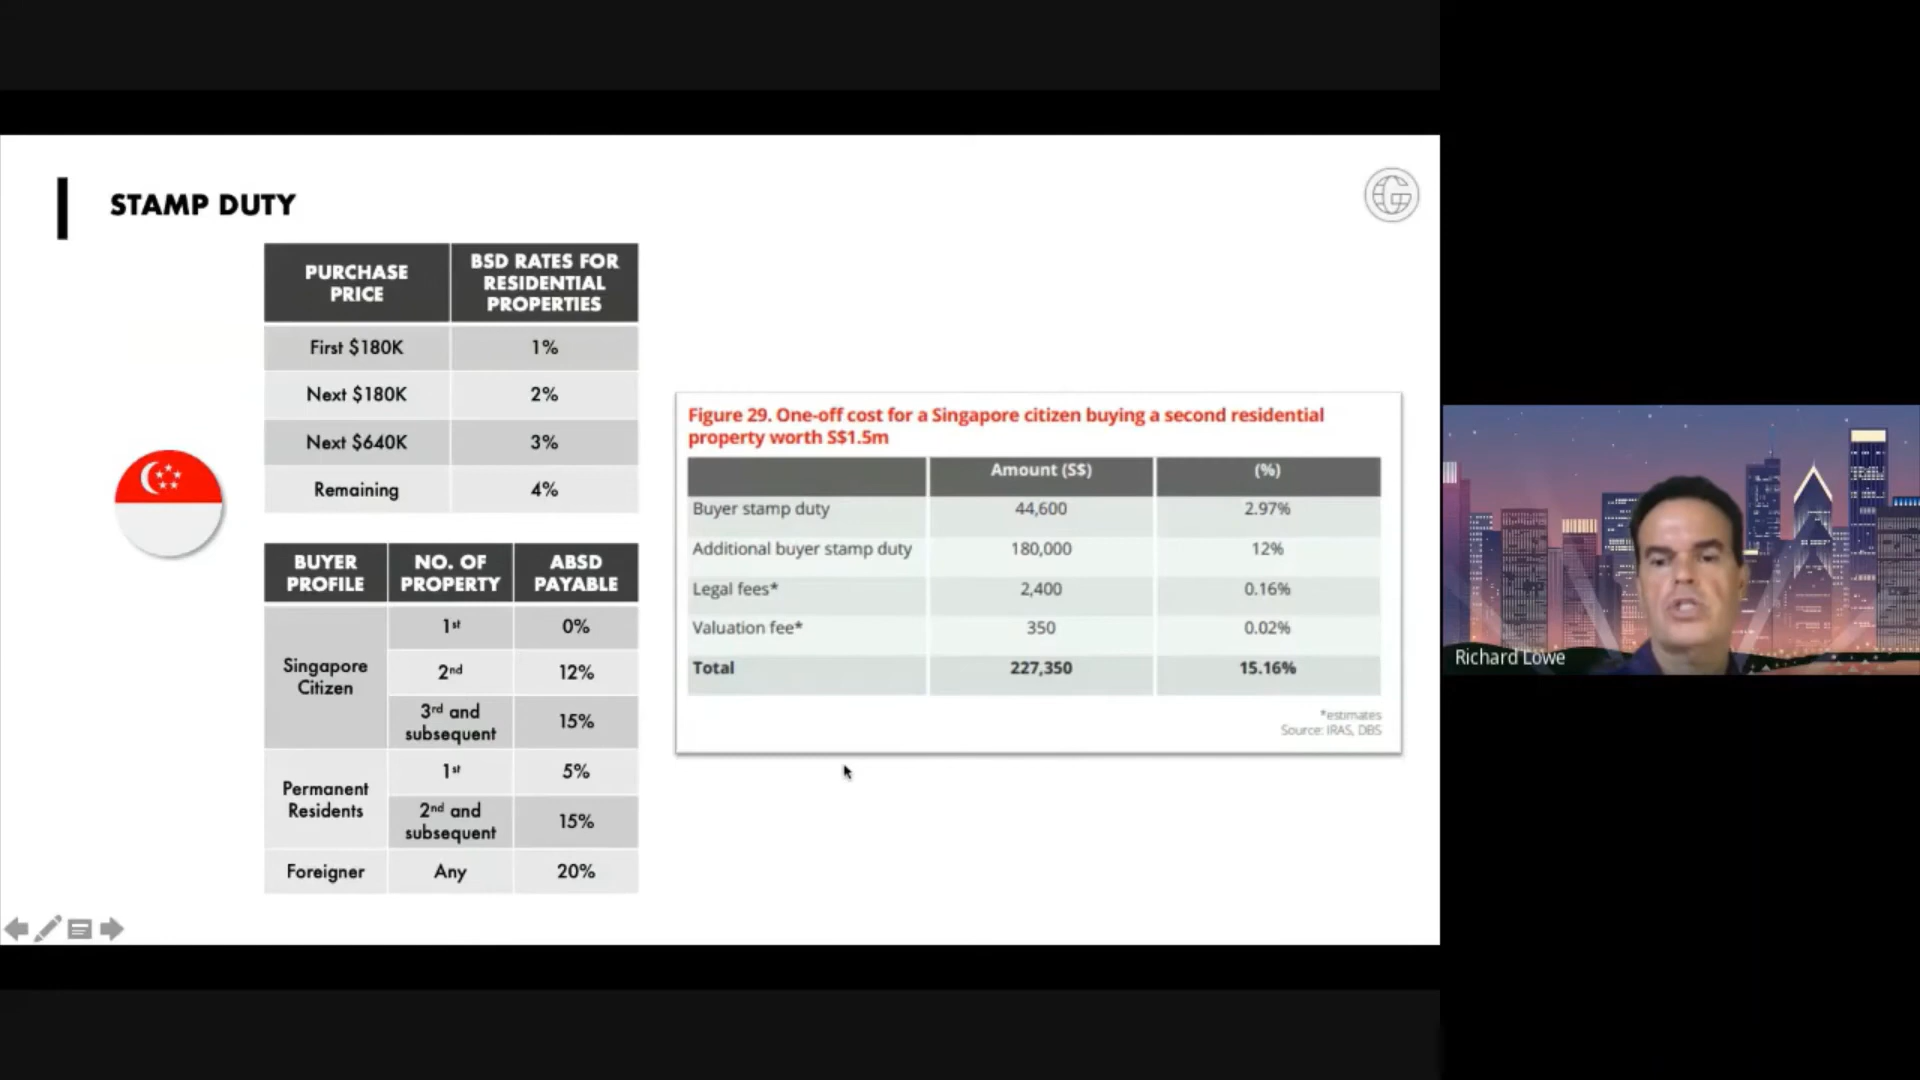 STAMP DUTY
PURCHASE PRICE
BSD RATES FOR RESIDENTIAL PROPERTIES
First $180K 1%
Next $180K 2%
Next $640K 3%
Remaining 4%
BUYER PROFILE
NO. OF PROPERTY
ABSD PAYABLE
Singapore Citizen
1st 0%
2nd 12%
3rd and subsequent 15%
Permanent Residents
1st 5%
2nd and subsequent 15%
Foreigner Any 20%
Figure 29. One-off cost for a Singapore citizen buying a second residential
property worth S$1.5m
Amount (S$) (%)
Buyer stamp duty 44,600 2.97%
Additional buyer stamp duty 180,000 12%
Legal fees* 2,400 0.16%
Valuation fee* 350 0.02%
Total 227,350 15.16%
*estimates
Source: IRAS, DBS
Richard Lowe